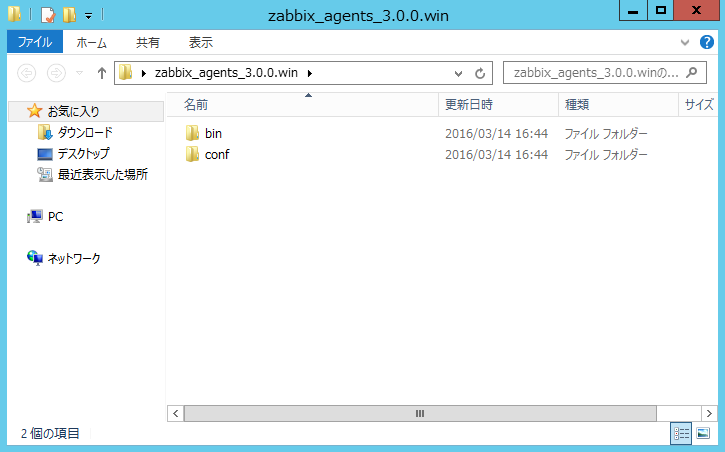 zabbix_agents_3.0.0.win
ファイル ホーム 共有 表示
zabbix_agents_3.0.0.win
zabbix_agents_3.0.0.winの...
お気に入り
ダウンロード
デスクトップ
最近表示した場所
PC
ネットワーク
名前 更新日時 種類 サイズ
bin 2016/03/14 16:44 ファイル フォルダー
conf 2016/03/14 16:44 ファイル フォルダー
2 個の項目